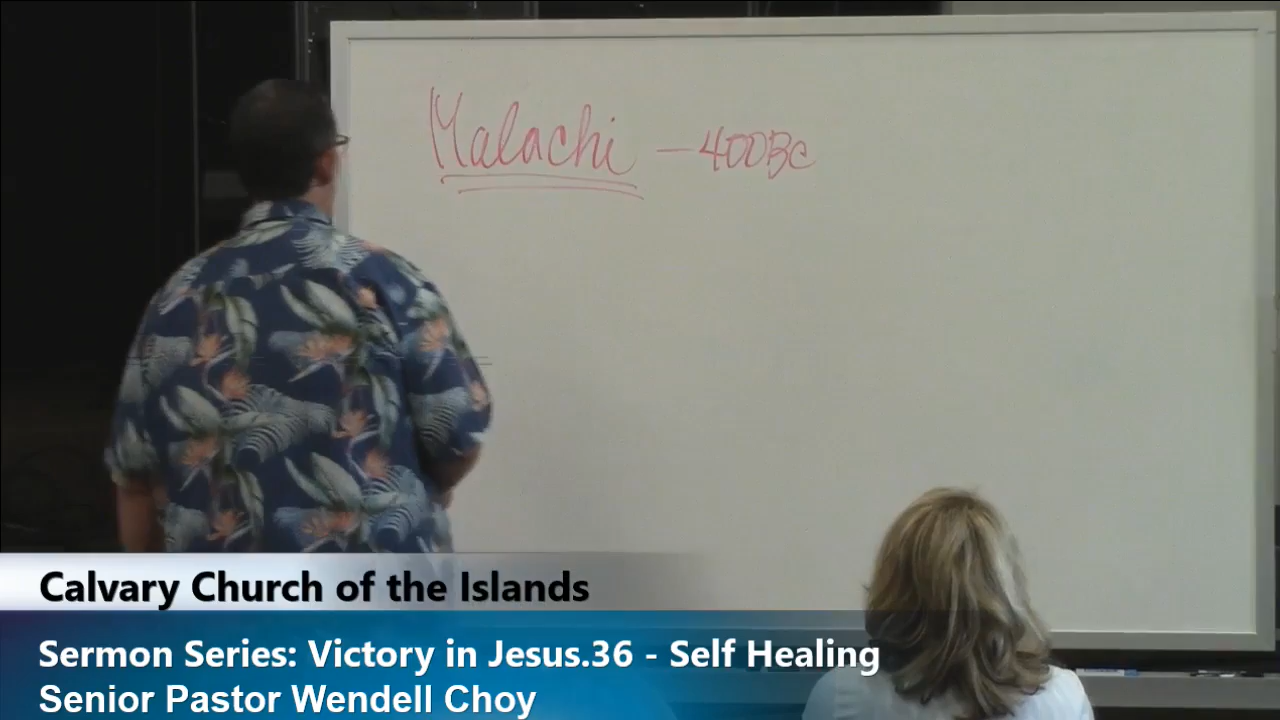 Malachi — 400BC
Calvary Church of the Islands
Sermon Series: Victory in Jesus.36 - Self Healing
Senior Pastor Wendell Choy